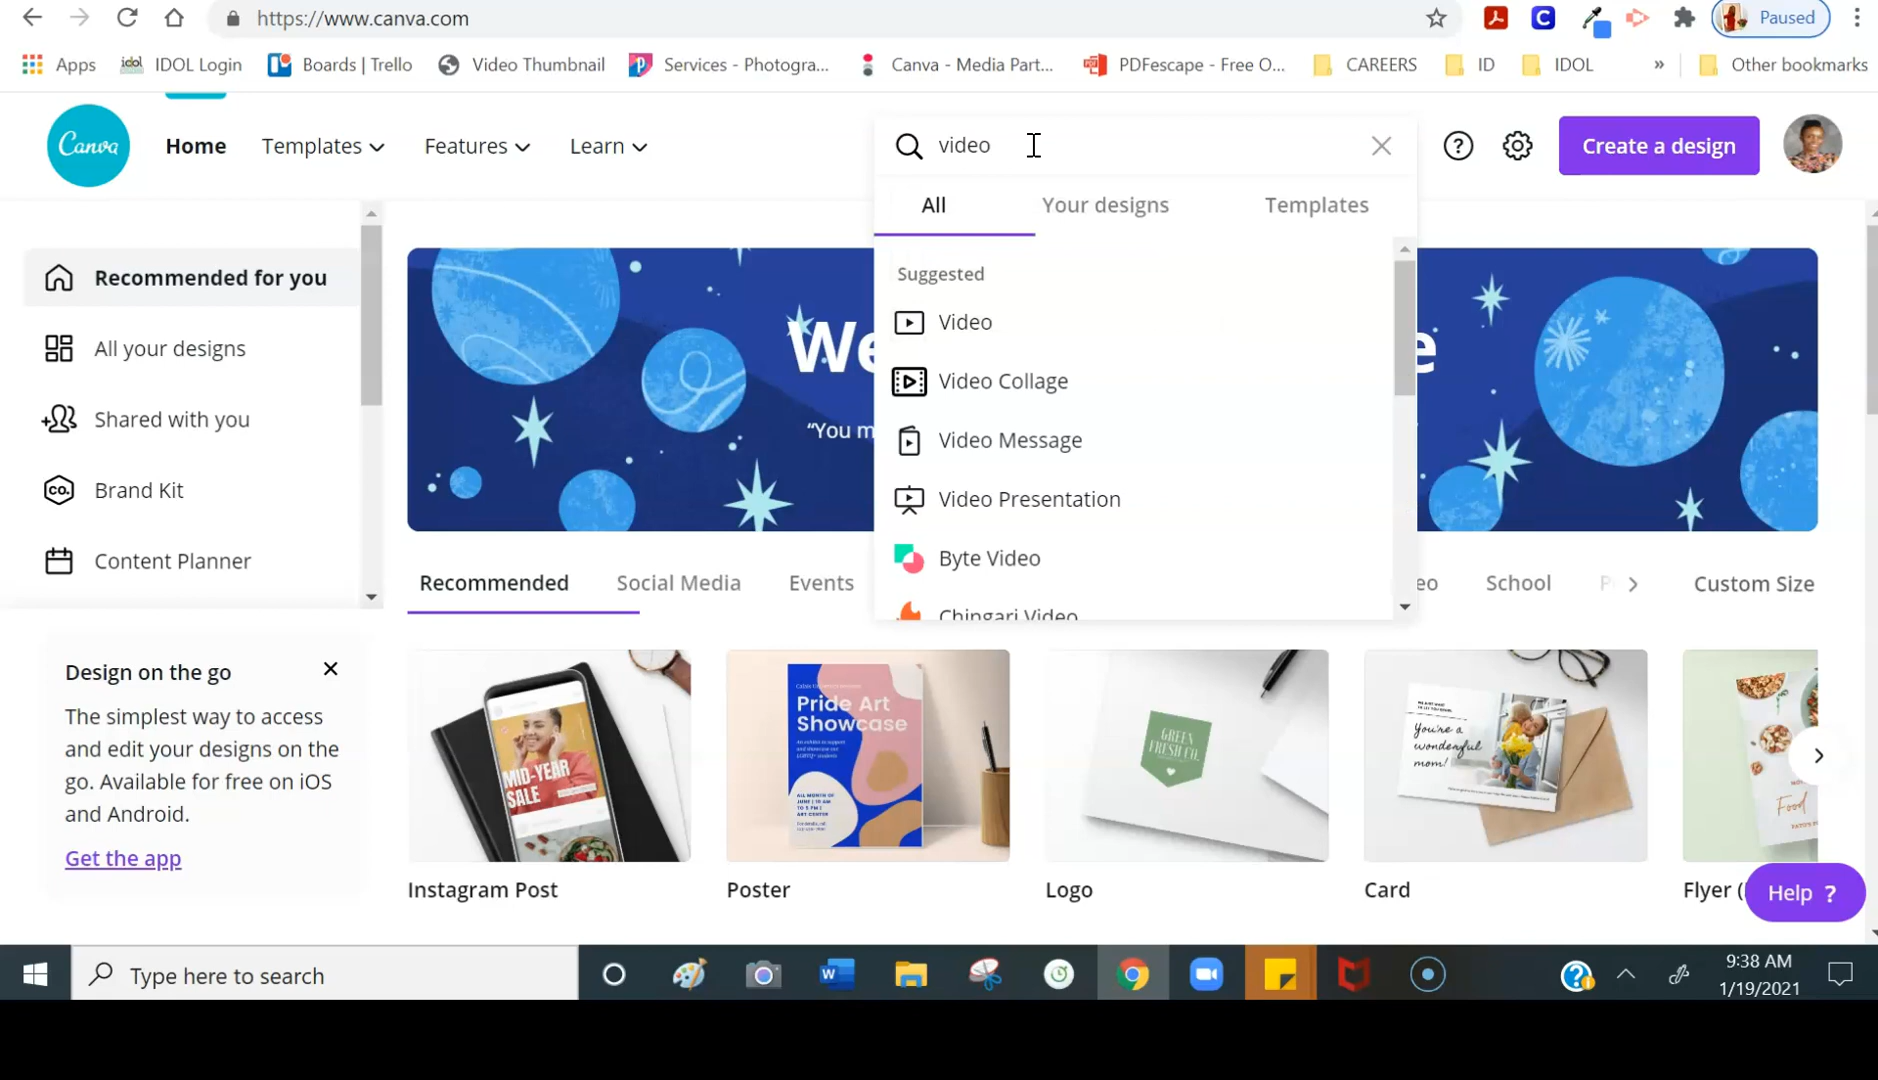 https://www.canva.com
Paused
Apps
IDOL Login
Boards | Trello
Video Thumbnail
Services - Photogra...
Canva - Media Part...
PDFescape - Free O...
CAREERS
ID
IDOL
»
Other bookmarks
Canva
Home
Templates
Features
Learn
video
Create a design
All
Your designs
Templates
Suggested
Video
Video Collage
Video Message
Video Presentation
Byte Video
Chingari Video
Recommended for you
All your designs
Shared with you
Brand Kit
Content Planner
We
e
“You m
Recommended
Social Media
Events
eo
School
Custom Size
Design on the go
The simplest way to access
and edit your designs on the
go. Available for free on iOS
and Android.
Get the app
MID-YEAR
SALE
Pride Art
Showcase
GREEN
FRESH CO.
You're a
wonderful
mom!
Food
Instagram Post
Poster
Logo
Card
Flyer (
Help ?
Type here to search
9:38 AM
1/19/2021